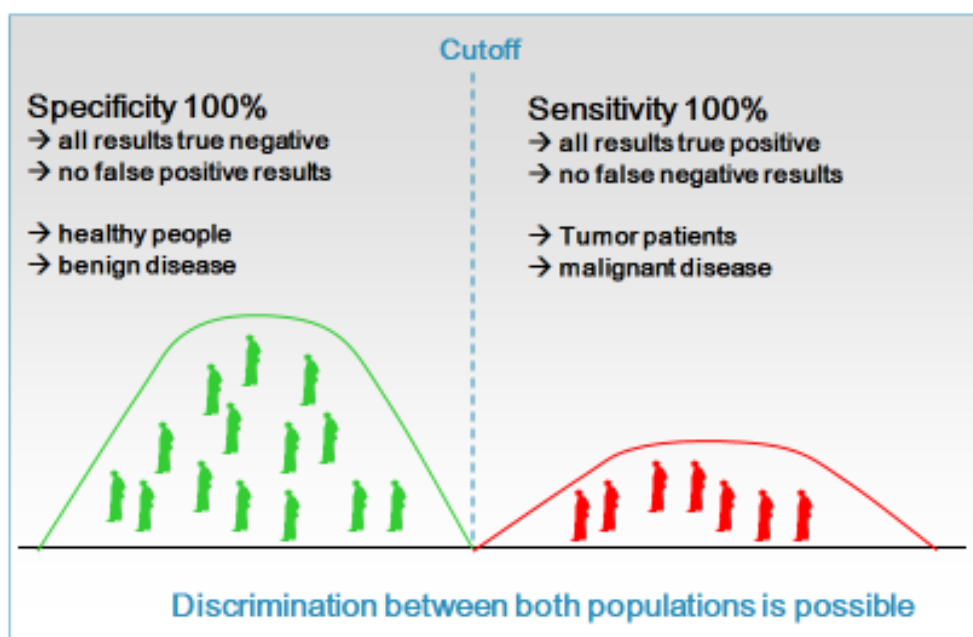 Cutoff
Specificity 100%
→ all results true negative
→ no false positive results
→ healthy people
→ benign disease
Sensitivity 100%
→ all results true positive
→ no false negative results
→ Tumor patients
→ malignant disease
Discrimination between both populations is possible